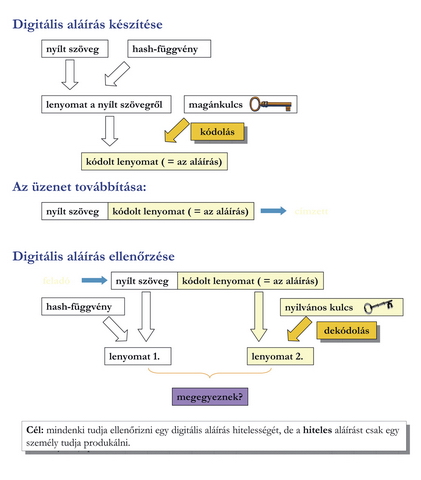 Digitális aláírás készítése
nyílt szöveg
hash-függvény
lenyomat a nyílt szövegről
magánkulcs
kódolás
kódolt lenyomat ( = az aláírás)
Az üzenet továbbítása:
nyílt szöveg
kódolt lenyomat ( = az aláírás)
Digitális aláírás ellenőrzése
nyílt szöveg
kódolt lenyomat ( = az aláírás)
hash-függvény
nyilvános kulcs
dekódolás
lenyomat 1.
lenyomat 2.
megegyeznek?
Cél: mindenki tudja ellenőrizni egy digitális aláírás hitelességét, de a hiteles aláírást csak egy
személy tudja produkálni.